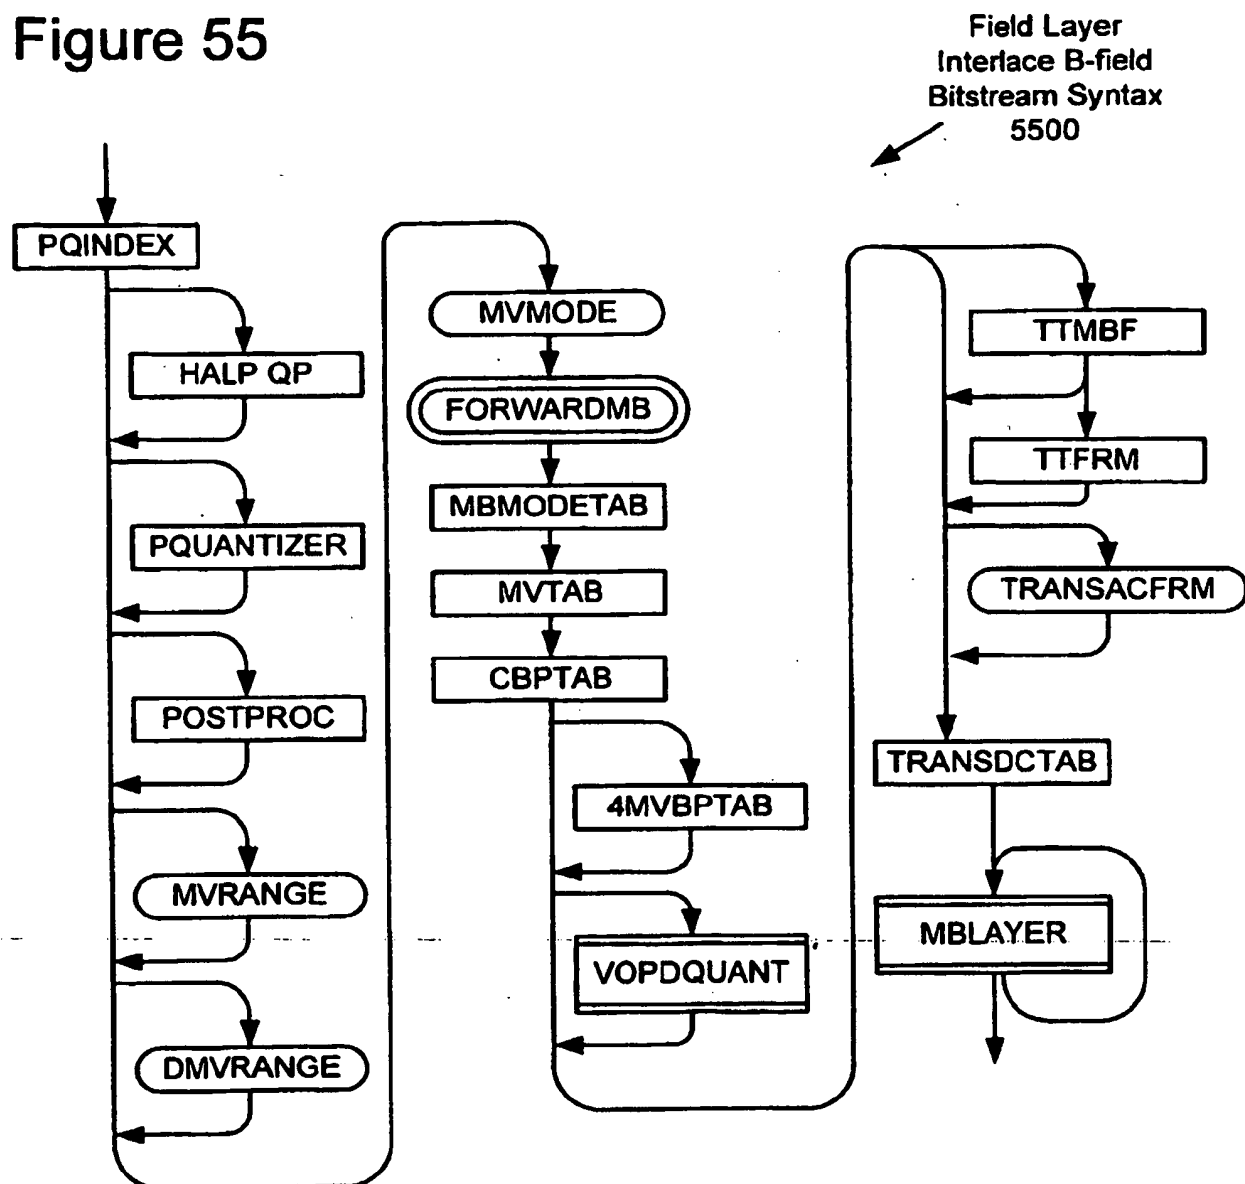 Figure 55
Field Layer
Interlace B-field
Bitstream Syntax
5500
PQINDEX
HALP QP
PQUANTIZER
POSTPROC
MVRANGE
DMVRANGE
MVMODE
FORWARDMB
MBMODETAB
MVTAB
CBPTAB
4MVBPTAB
VOPDQUANT
TTMBF
TTFRM
TRANSACFRM
TRANSDCTAB
MBLAYER